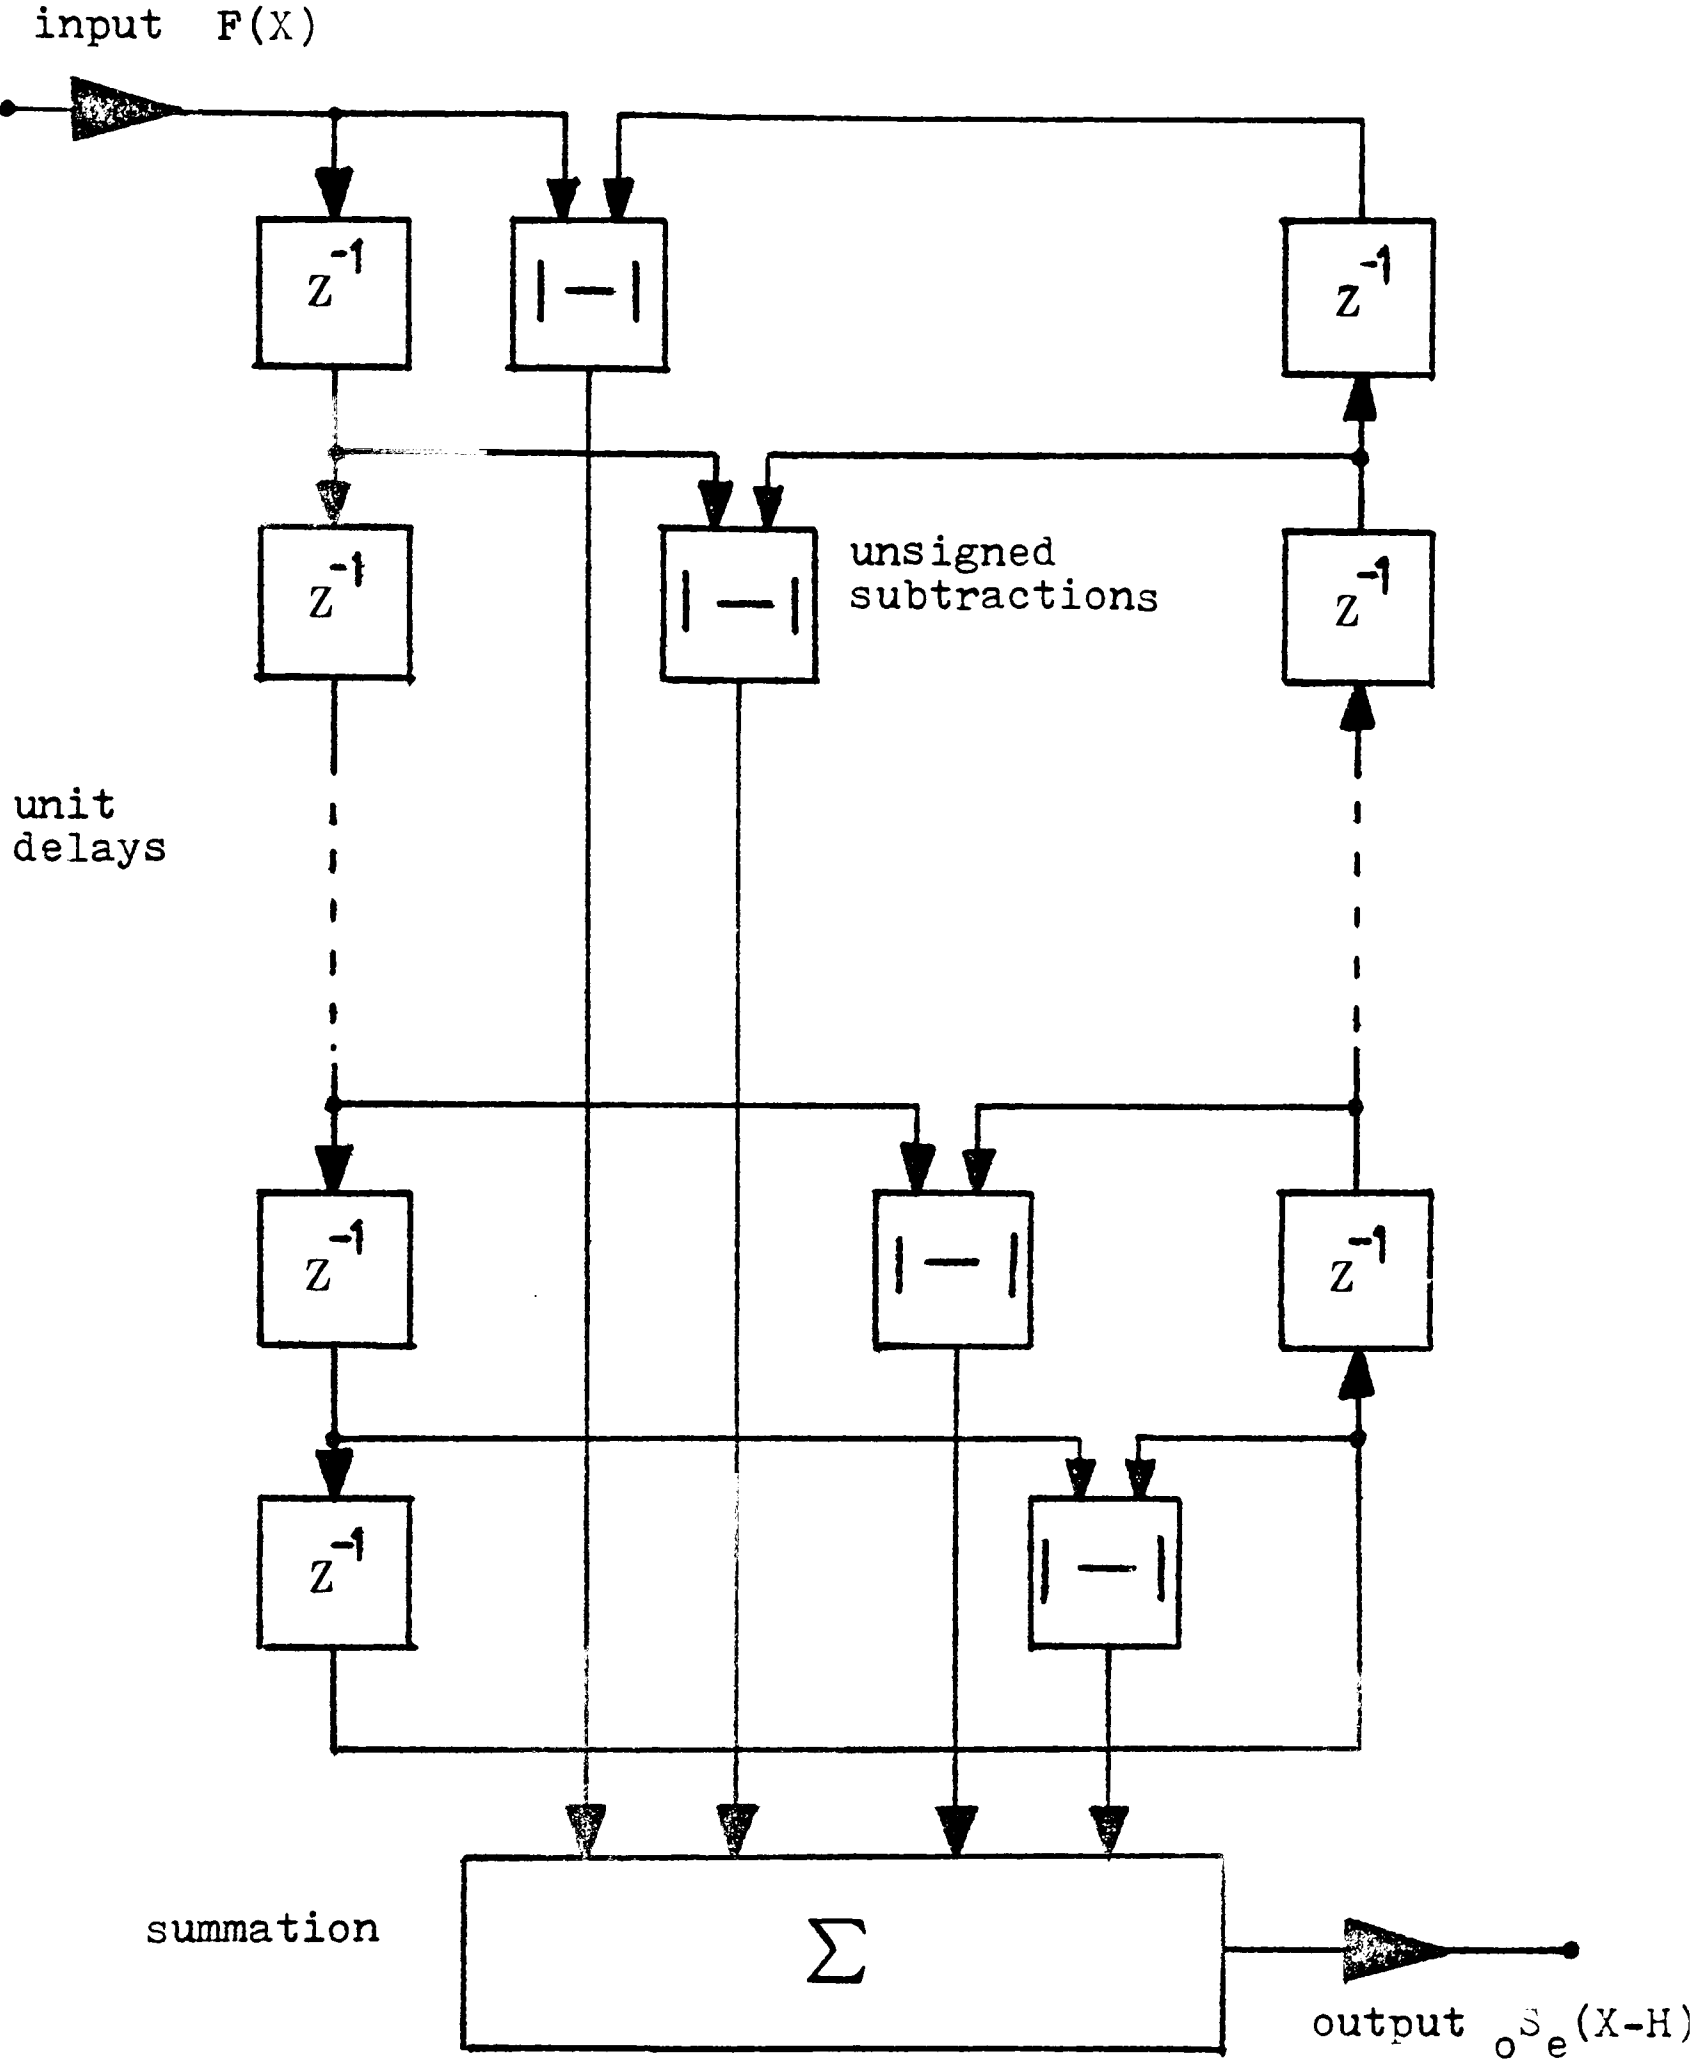 input F(X)
z⁻¹
|—|
z⁻¹
z⁻¹
|—|
unsigned
subtractions
z⁻¹
unit
delays
z⁻¹
|—|
z⁻¹
z⁻¹
|—|
summation
Σ
output ₒSₑ(X-H)